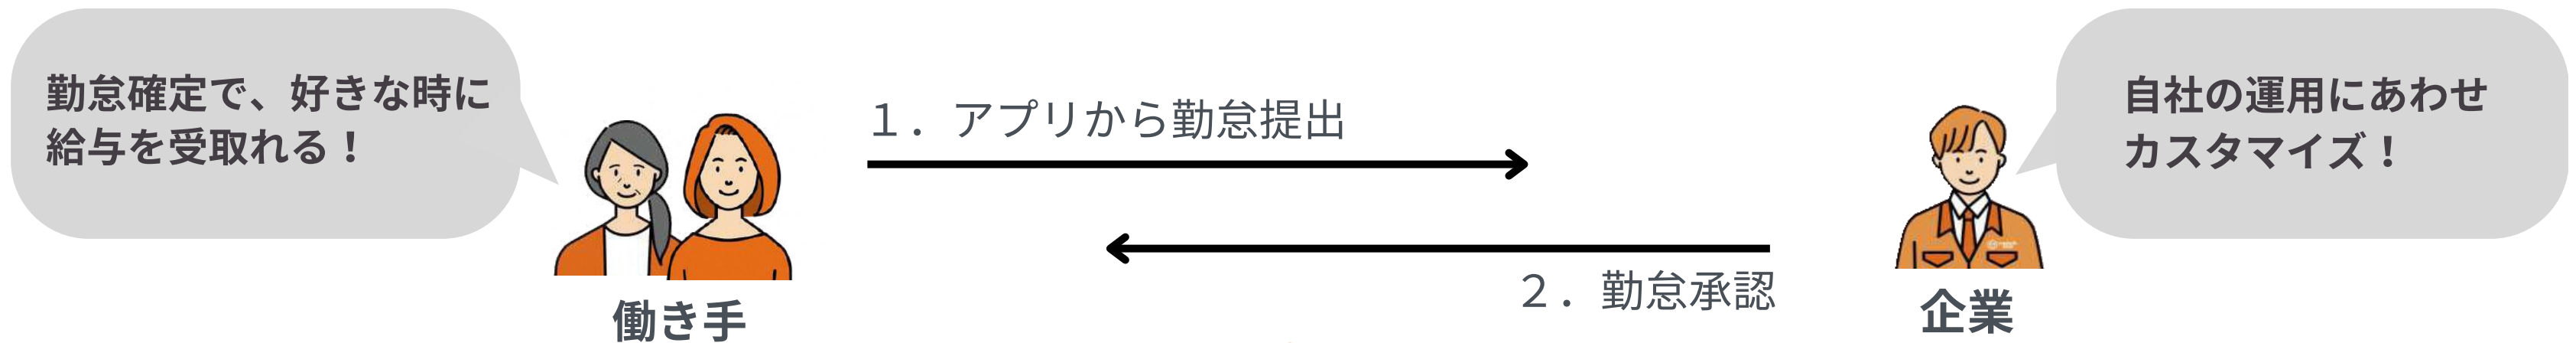 勤怠確定で、好きな時に
給与を受取れる！
１．アプリから勤怠提出
２．勤怠承認
働き手
自社の運用にあわせ
カスタマイズ！
企業